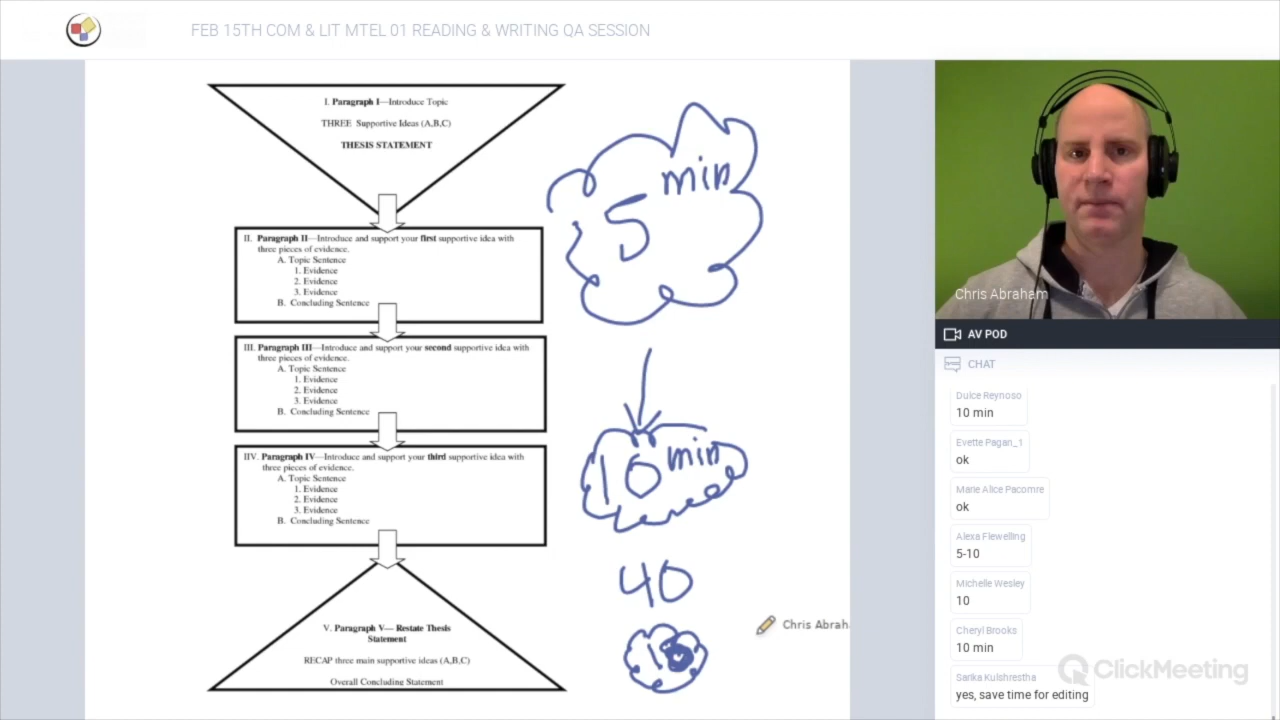 FEB 15TH COM & LIT MTEL 01 READING & WRITING QA SESSION
I. Paragraph I—Introduce Topic
THREE Supportive Ideas (A,B,C)
THESIS STATEMENT
II. Paragraph II—Introduce and support your first supportive idea with
three pieces of evidence.
A. Topic Sentence
1. Evidence
2. Evidence
3. Evidence
B. Concluding Sentence
III. Paragraph III—Introduce and support your second supportive idea with
three pieces of evidence.
A. Topic Sentence
1. Evidence
2. Evidence
3. Evidence
B. Concluding Sentence
IIV. Paragraph IV—Introduce and support your third supportive idea with
three pieces of evidence.
A. Topic Sentence
1. Evidence
2. Evidence
3. Evidence
B. Concluding Sentence
V. Paragraph V— Restate Thesis
Statement
RECAP three main supportive ideas (A,B,C)
Overall Concluding Statement
5 min
10 min
40
Chris Abrah
Chris Abraham
AV POD
CHAT
Dulce Reynoso
10 min
Evette Pagan_1
ok
Marie Alice Pacomre
ok
Alexa Flewelling
5-10
Michelle Wesley
10
Cheryl Brooks
10 min
Sarika Kulshrestha
yes, save time for editing
ClickMeeting